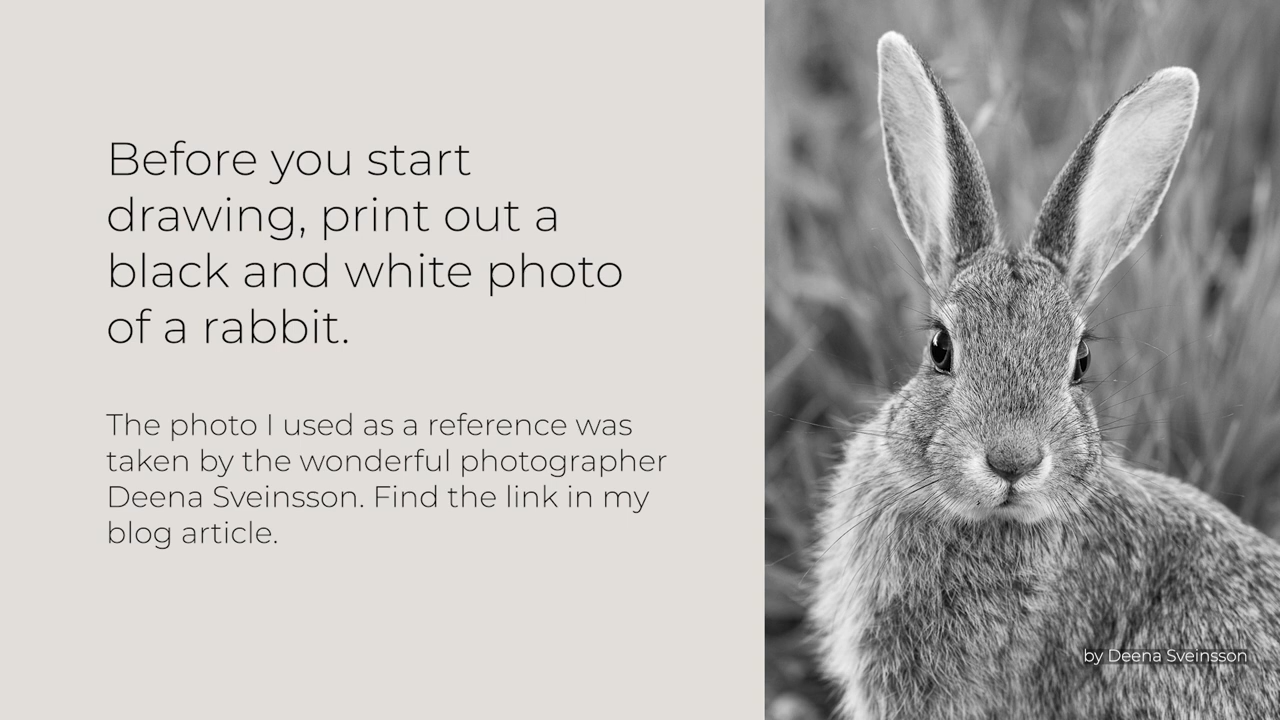 Before you start
drawing, print out a
black and white photo
of a rabbit.
The photo I used as a reference was
taken by the wonderful photographer
Deena Sveinsson. Find the link in my
blog article.
by Deena Sveinsson